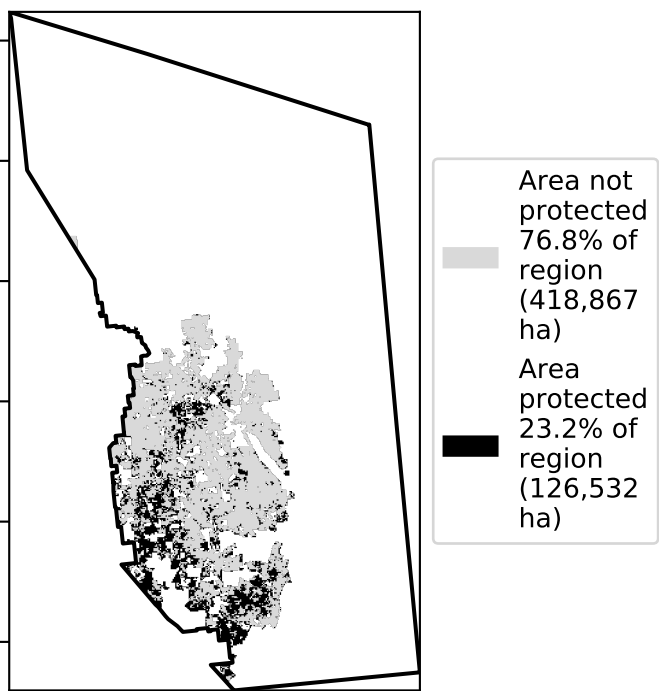 Area not
protected
76.8% of
region
(418,867
ha)
Area
protected
23.2% of
region
(126,532
ha)